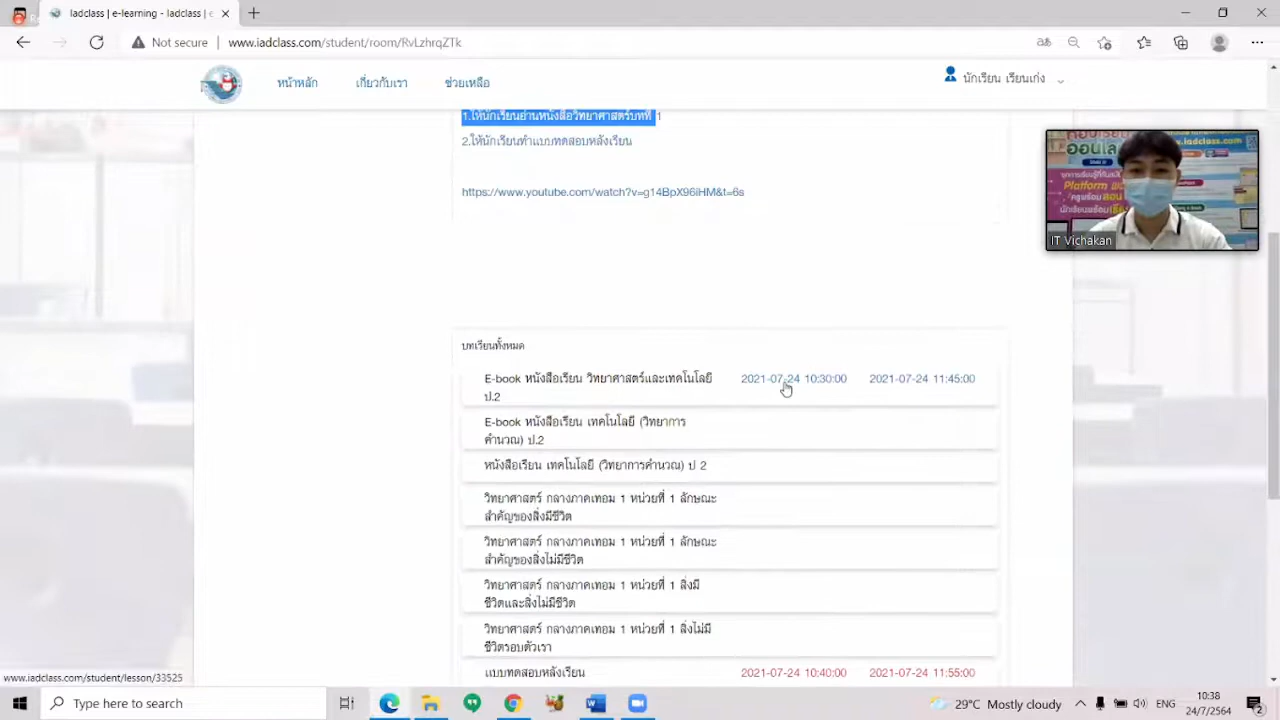 Iadclass | e-learning - Iadclass | e
Not secure
www.iadclass.com/student/room/RvLzhrqZTk
หน้าหลัก
เกี่ยวกับเรา
ช่วยเหลือ
นักเรียน เรียนเก่ง
1.ให้นักเรียนอ่านหนังสือวิทยาศาสตร์บทที่ 1
2.ให้นักเรียนทำแบบทดสอบหลังเรียน
https://www.youtube.com/watch?v=g14BpX96iHM&t=6s
www.iadclass.com
ออนไล
Platform
IT Vichakan
บทเรียนทั้งหมด
E-book หนังสือเรียน วิทยาศาสตร์และเทคโนโลยี 2021-07-24 10:30:00 2021-07-24 11:45:00
ป.2
E-book หนังสือเรียน เทคโนโลยี (วิทยาการ
คำนวณ) ป.2
หนังสือเรียน เทคโนโลยี (วิทยาการคำนวณ) ป 2
วิทยาศาสตร์ กลางภาคเทอม 1 หน่วยที่ 1 ลักษณะ
สำคัญของสิ่งมีชีวิต
วิทยาศาสตร์ กลางภาคเทอม 1 หน่วยที่ 1 ลักษณะ
สำคัญของสิ่งไม่มีชีวิต
วิทยาศาสตร์ กลางภาคเทอม 1 หน่วยที่ 1 สิ่งมี
ชีวิตและสิ่งไม่มีชีวิต
วิทยาศาสตร์ กลางภาคเทอม 1 หน่วยที่ 1 สิ่งไม่มี
ชีวิตรอบตัวเรา
แบบทดสอบหลังเรียน 2021-07-24 10:40:00 2021-07-24 11:55:00
www.iadclass.com/student/lesson/33525
Type here to search
29°C Mostly cloudy
ENG
10:38
24/7/2564
2